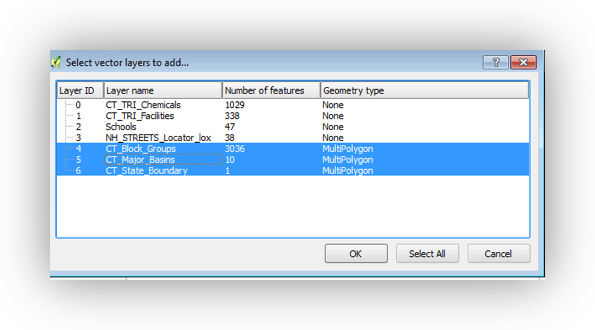 Select vector layers to add...
Layer ID Layer name Number of features Geometry type
0 CT_TRI_Chemicals 1029 None
1 CT_TRI_Facilities 338 None
2 Schools 47 None
3 NH_STREETS_Locator_lox 38 None
4 CT_Block_Groups 3036 MultiPolygon
5 CT_Major_Basins 10 MultiPolygon
6 CT_State_Boundary 1 MultiPolygon
OK Select All Cancel